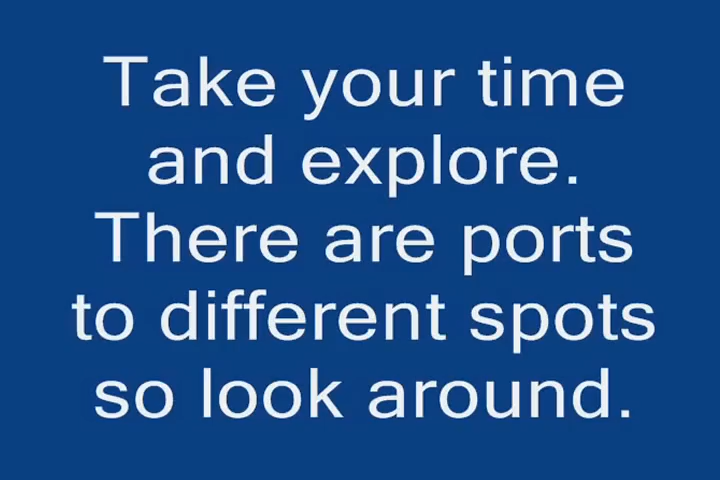 Take your time
and explore.
There are ports
to different spots
so look around.